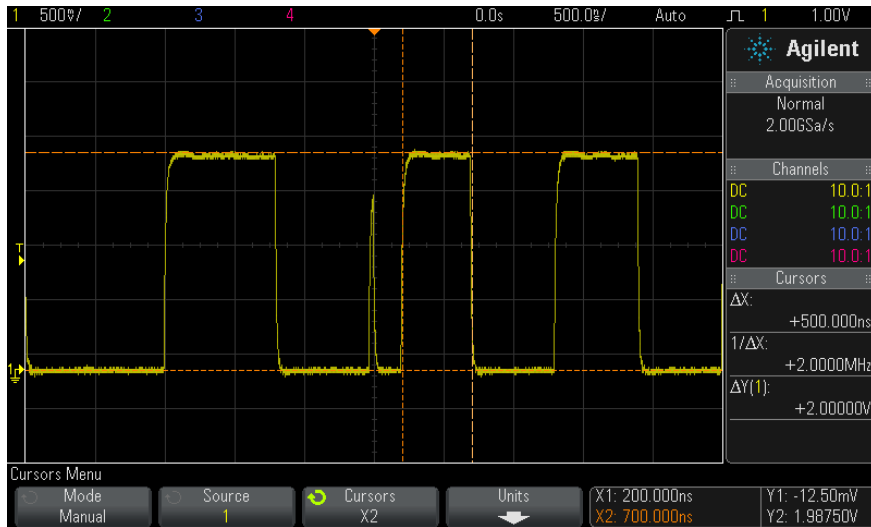 1 500mV/ 2 3 4 0.0s 500.0ns/ Auto 1 1.00V
Agilent
Acquisition
Normal
2.00GSa/s
Channels
DC 10.0:1
DC 10.0:1
DC 10.0:1
DC 10.0:1
Cursors
ΔX:
+500.000ns
1/ΔX:
+2.0000MHz
ΔY(1):
+2.00000V
T
1
Cursors Menu
Mode
Manual
Source
1
Cursors
X2
Units
X1: 200.000ns
X2: 700.000ns
Y1: -12.50mV
Y2: 1.98750V